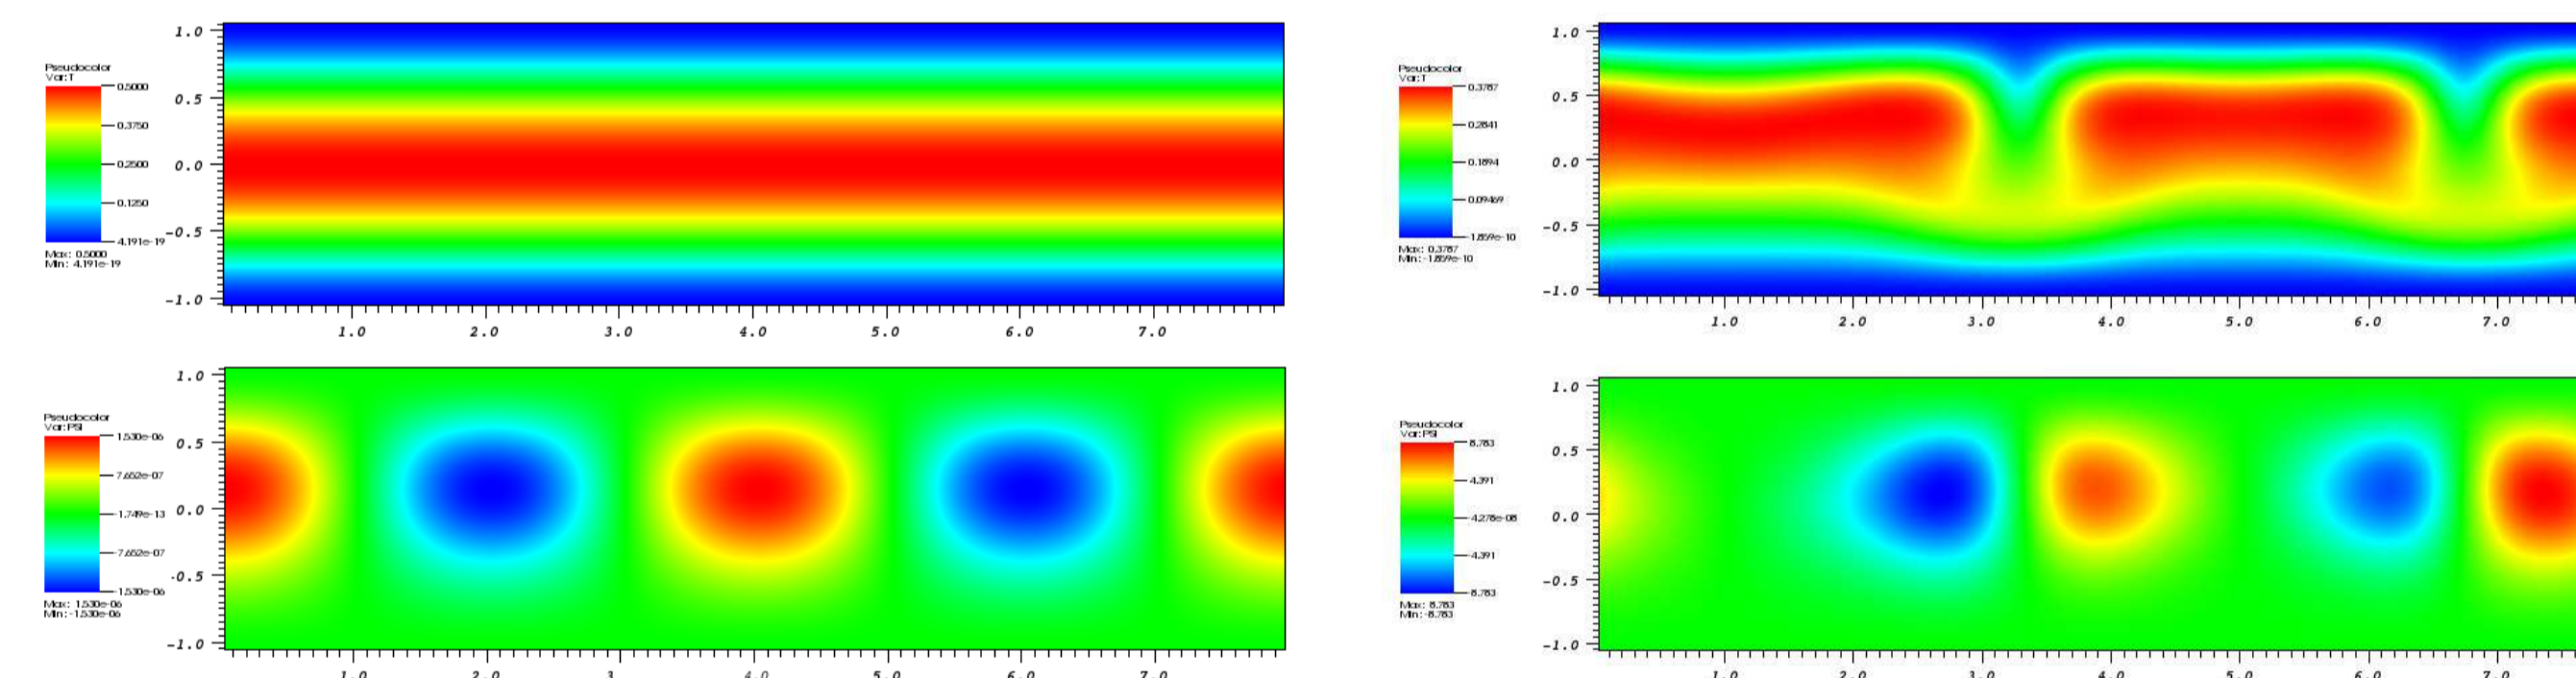 Pseudocolor
Var: T
0.5000
0.3750
0.2500
0.1250
4.191e-19
Max: 0.5000
Min: 4.191e-19
1.0
0.5
0.0
-0.5
-1.0
1.0 2.0 3.0 4.0 5.0 6.0 7.0
Pseudocolor
Var: T
0.3787
0.2841
0.1894
0.09469
-1.859e-10
Max: 0.3787
Min: -1.859e-10
1.0
0.5
0.0
-0.5
-1.0
1.0 2.0 3.0 4.0 5.0 6.0 7.0
Pseudocolor
Var: PSI
1.530e-06
7.652e-07
-1.749e-13
-7.652e-07
-1.530e-06
Max: 1.530e-06
Min: -1.530e-06
1.0
0.5
0.0
-0.5
-1.0
1.0 2.0 3 4.0 5.0 6.0 7.0
Pseudocolor
Var: PSI
8.783
4.391
-4.278e-08
-4.391
-8.783
Max: 8.783
Min: -8.783
1.0
0.5
0.0
-0.5
-1.0
1.0 2.0 3.0 4.0 5.0 6.0 7.0